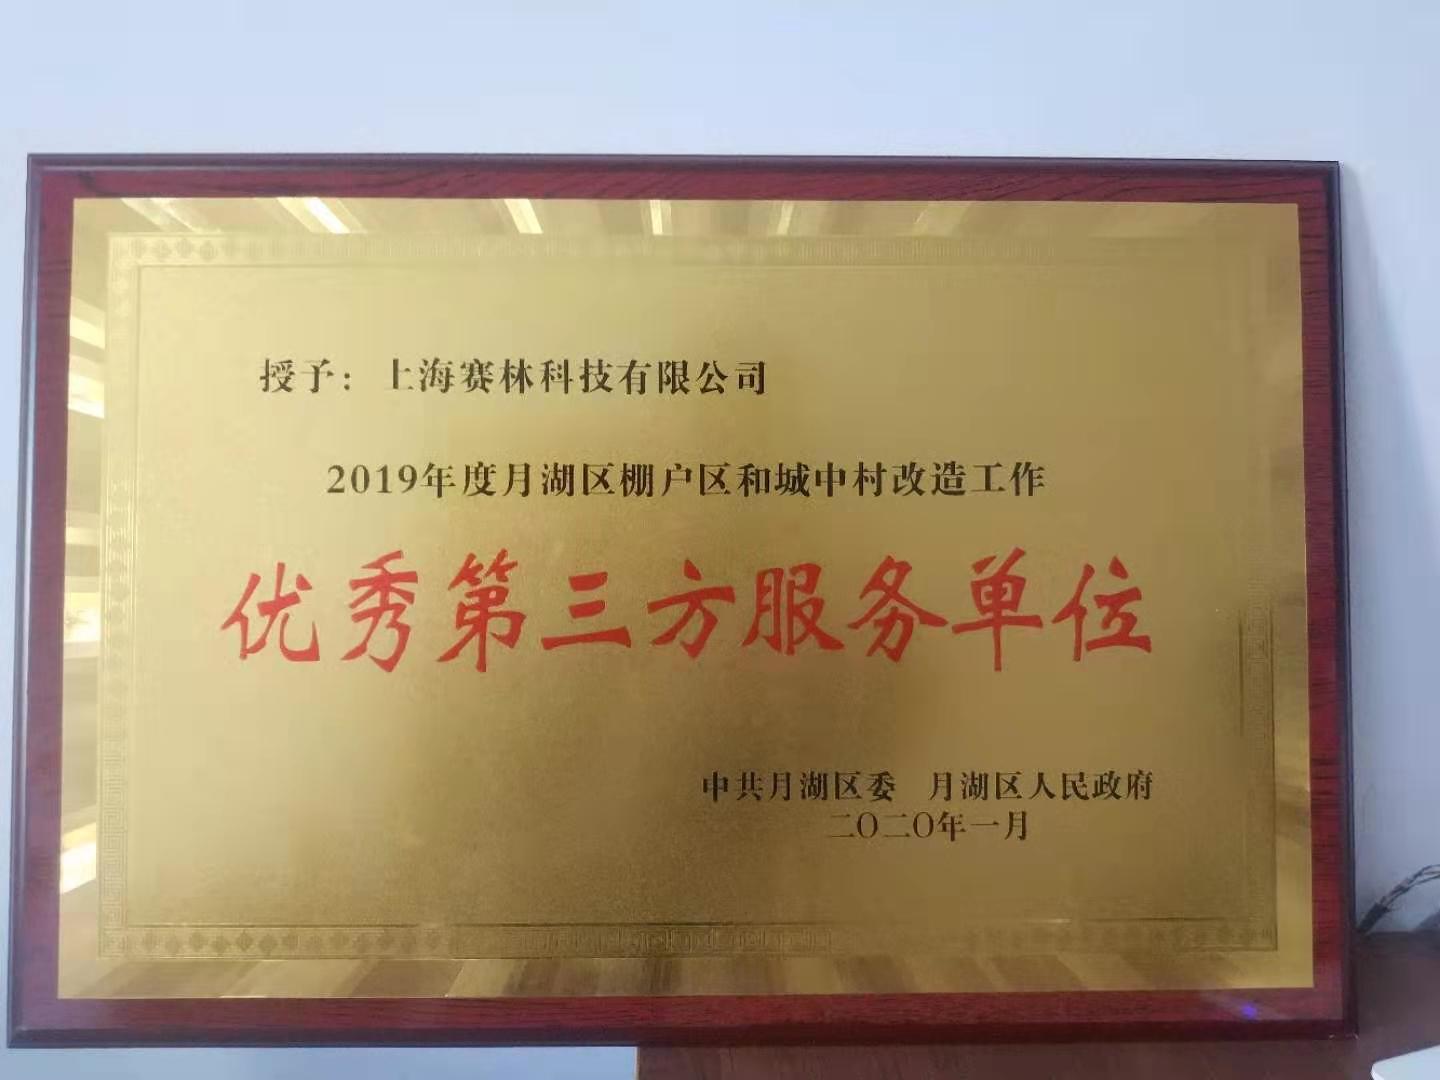 授予：上海赛林科技有限公司
2019年度月湖区棚户区和城中村改造工作
优秀第三方服务单位
中共月湖区委 月湖区人民政府
二〇二〇年一月